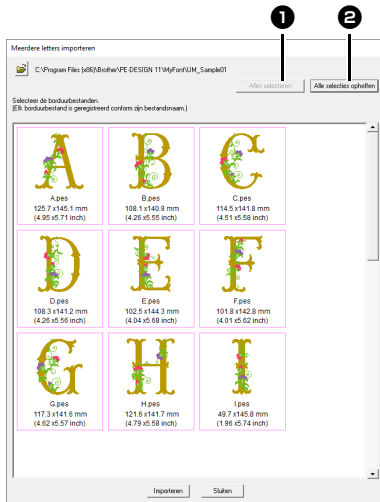 ❶ ❷
Meerdere letters importeren
C:\Program Files (x86)\Brother\PE-DESIGN 11\MyFont\UM_Sample01
Alles selecteren Alle selecties opheffen
Selecteer de borduurbestanden.
(Elk borduurbestand is geregistreerd conform zijn bestandsnaam.)
A.pes B.pes C.pes
125.7 x145.1 mm 108.1 x140.9 mm 114.5 x141.8 mm
(4.95 x5.71 inch) (4.26 x5.55 inch) (4.51 x5.58 inch)
D.pes E.pes F.pes
108.3 x141.2 mm 102.5 x144.3 mm 101.8 x142.8 mm
(4.26 x5.56 inch) (4.04 x5.68 inch) (4.01 x5.62 inch)
G.pes H.pes I.pes
117.3 x141.6 mm 121.6 x141.7 mm 49.7 x145.8 mm
(4.62 x5.57 inch) (4.79 x5.58 inch) (1.96 x5.74 inch)
Importeren Sluiten